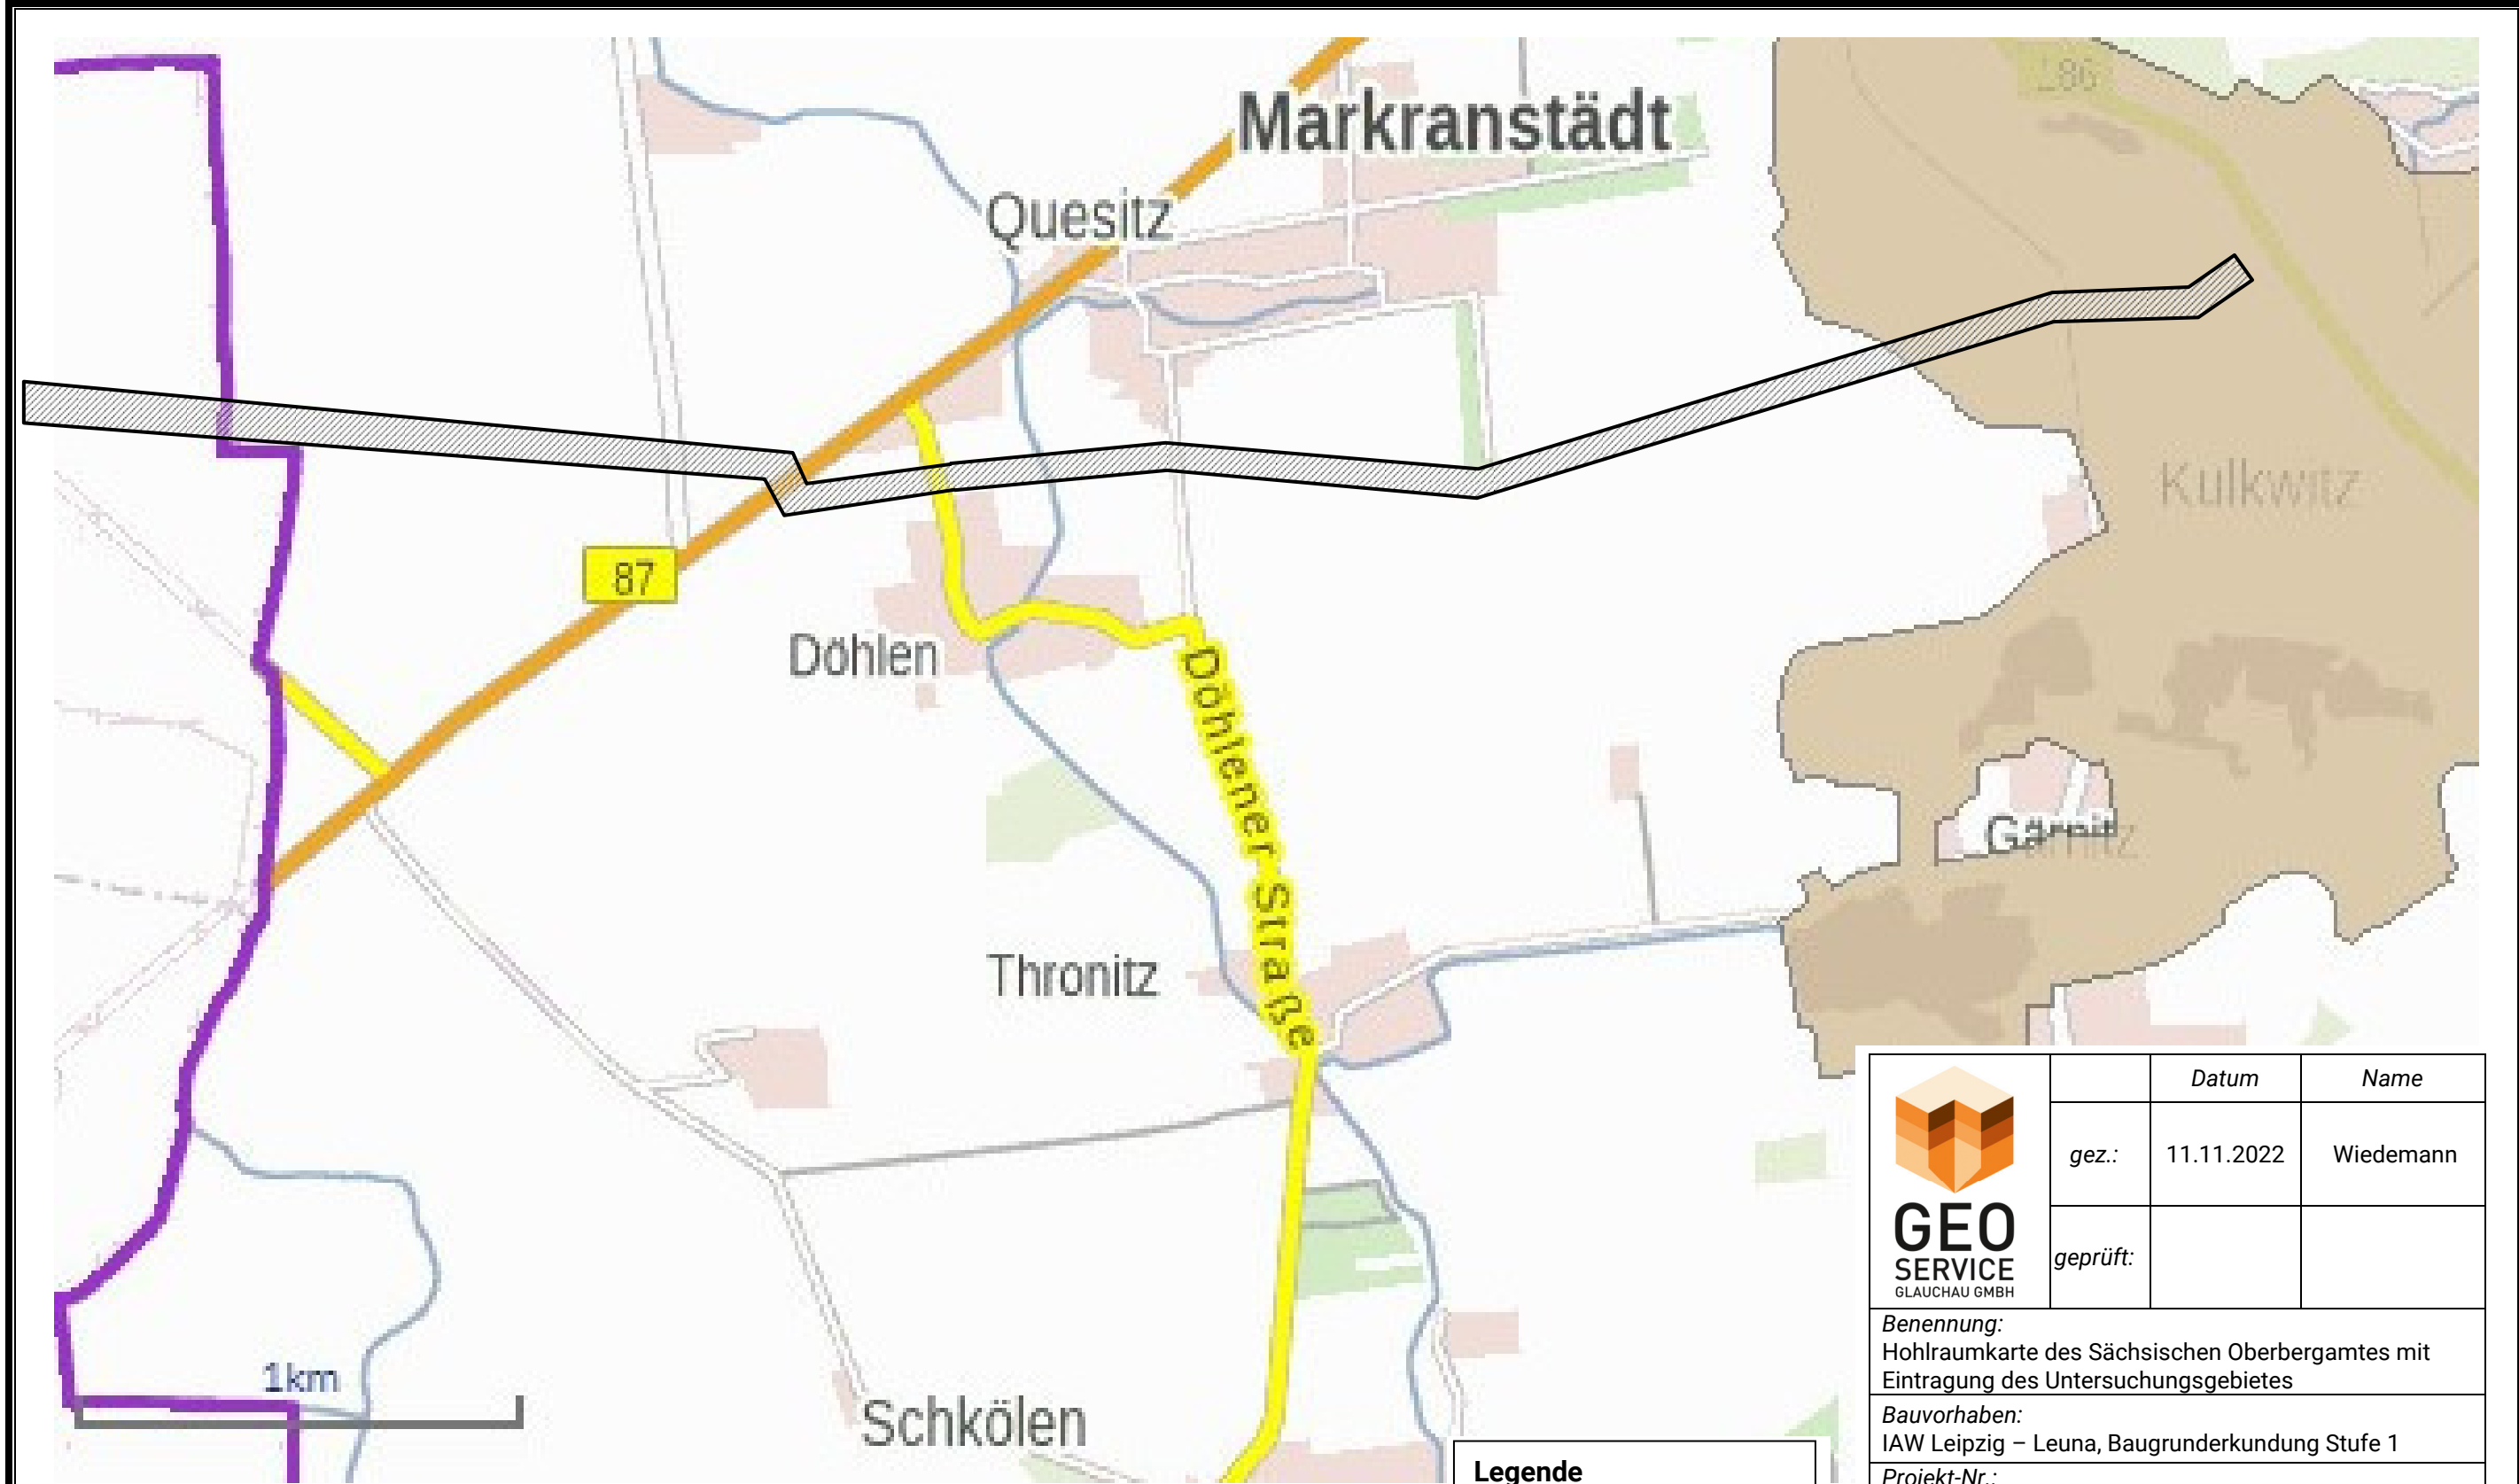 Markranstädt
186
Quesitz
Kulkwitz
87
Döhlen
Döhlener Straße
Gärnitz
Thronitz
1km
Schkölen
Legende
GEO
SERVICE
GLAUCHAU GMBH
Datum
Name
gez.:
11.11.2022
Wiedemann
geprüft:
Benennung:
Hohlraumkarte des Sächsischen Oberbergamtes mit
Eintragung des Untersuchungsgebietes
Bauvorhaben:
IAW Leipzig – Leuna, Baugrunderkundung Stufe 1
Projekt-Nr.: